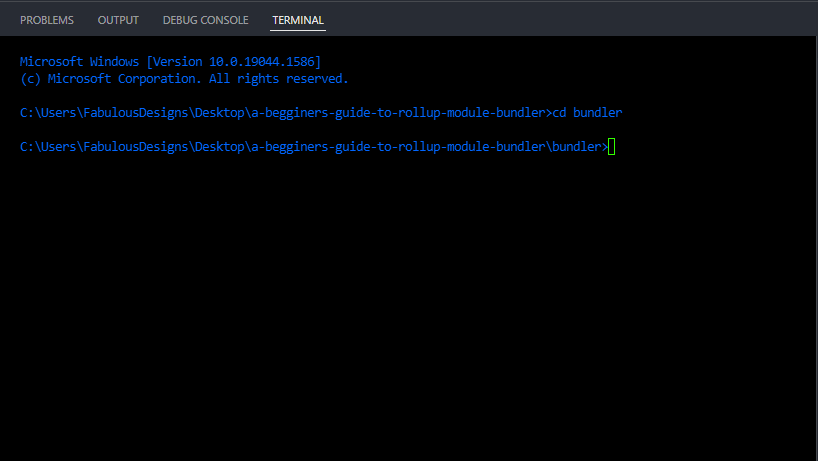 PROBLEMS OUTPUT DEBUG CONSOLE TERMINAL
Microsoft Windows [Version 10.0.19044.1586]
(c) Microsoft Corporation. All rights reserved.
C:\Users\FabulousDesigns\Desktop\a-begginers-guide-to-rollup-module-bundler>cd bundler
C:\Users\FabulousDesigns\Desktop\a-begginers-guide-to-rollup-module-bundler\bundler>